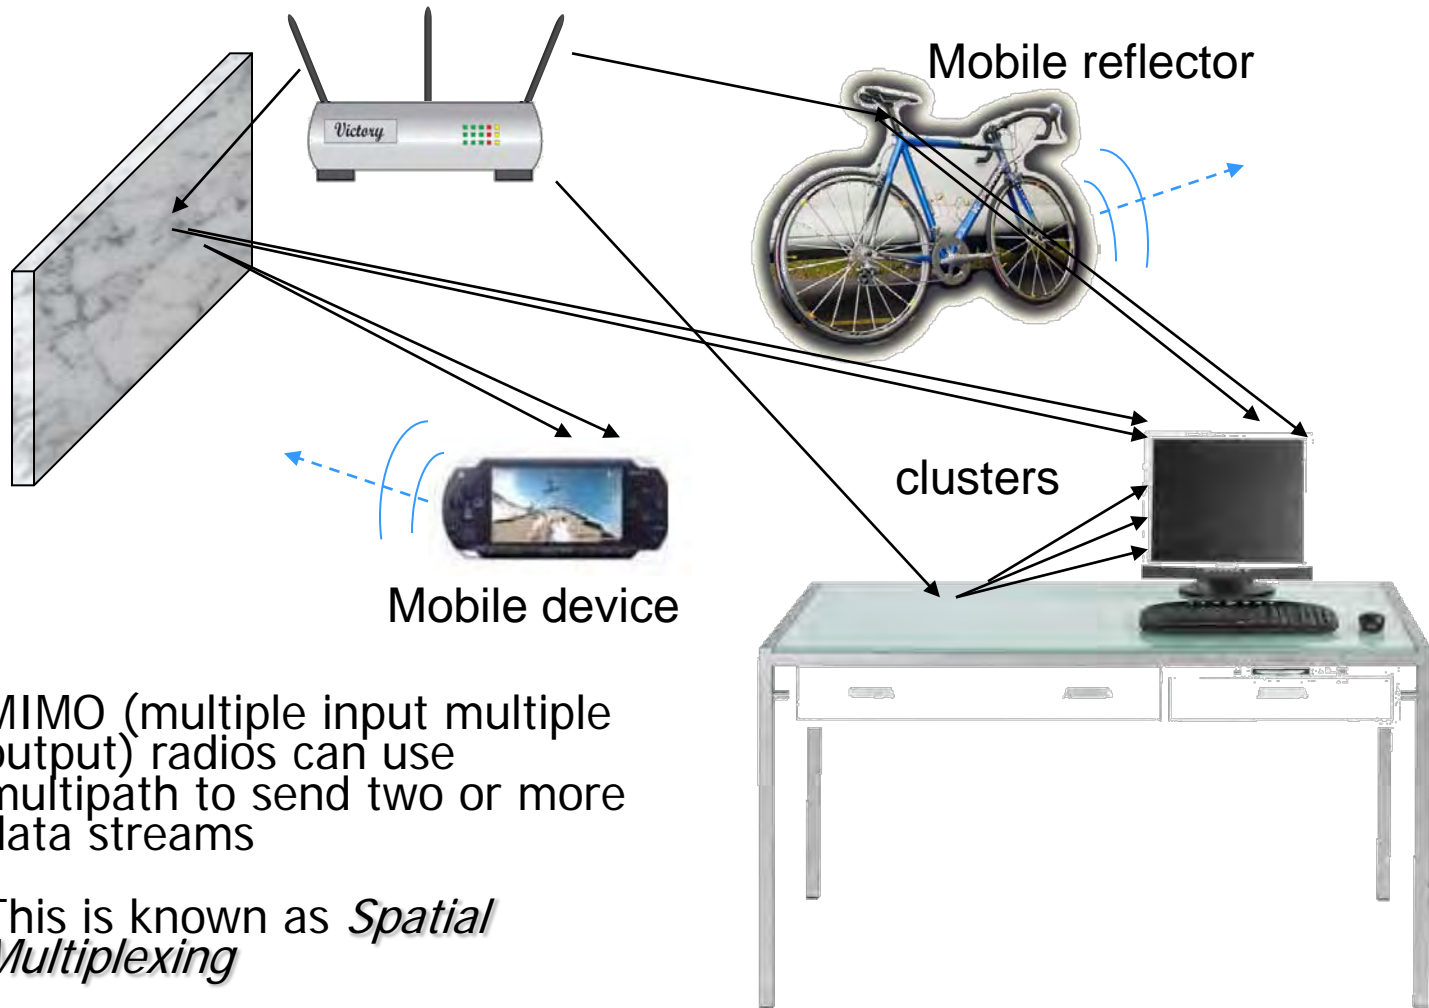 Victory
Mobile reflector
clusters
Mobile device
MIMO (multiple input multiple
output) radios can use
multipath to send two or more
data streams
This is known as Spatial
Multiplexing